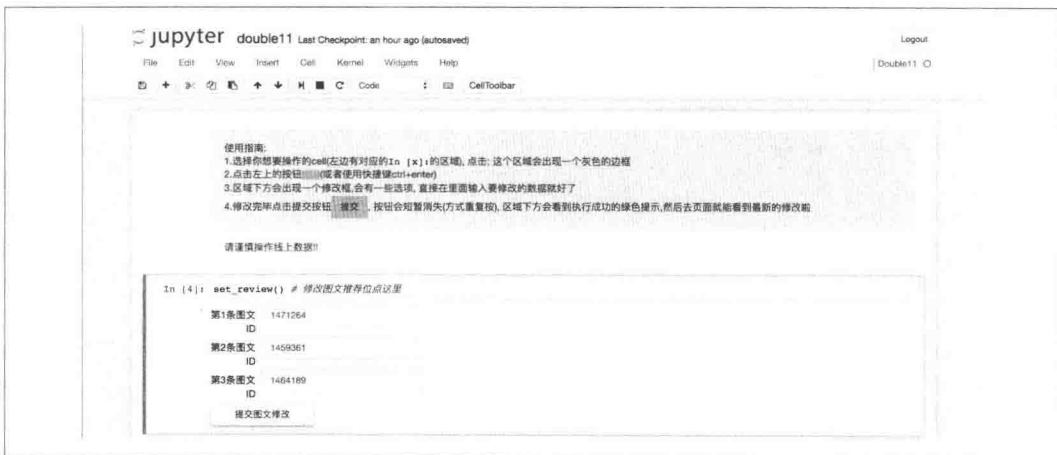 jupyter double11 Last Checkpoint: an hour ago (autosaved)
Logout
File Edit View Insert Cell Kernel Widgets Help
Double11
Code
CellToolbar
使用指南:
1.选择你想要操作的cell(左边有对应的In [x]:的区域), 点击: 这个区域会出现一个灰色的边框
2.点击左上的按钮 (或者使用快捷键ctrl+enter)
3.区域下方会出现一个修改框,会有一些选项, 直接在里面输入要修改的数据就好了
4.修改完毕点击提交按钮 提交 , 按钮会短暂消失(方式重复按), 区域下方会看到执行成功的绿色提示,然后去页面就能看到最新的修改啦
请谨慎操作线上数据!!
In [4]: set_review() # 修改图文推荐位点这里
第1条图文 1471264
ID
第2条图文 1459361
ID
第3条图文 1464189
ID
提交图文修改